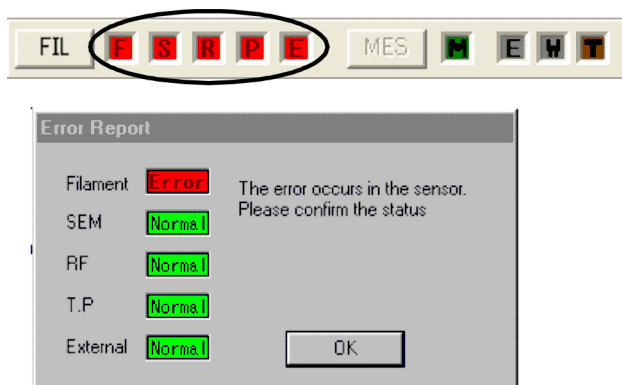 FIL F S R P E MES M E W T
Error Report
Filament Error The error occurs in the sensor.
SEM Normal Please confirm the status
RF Normal
T.P Normal
External Normal OK